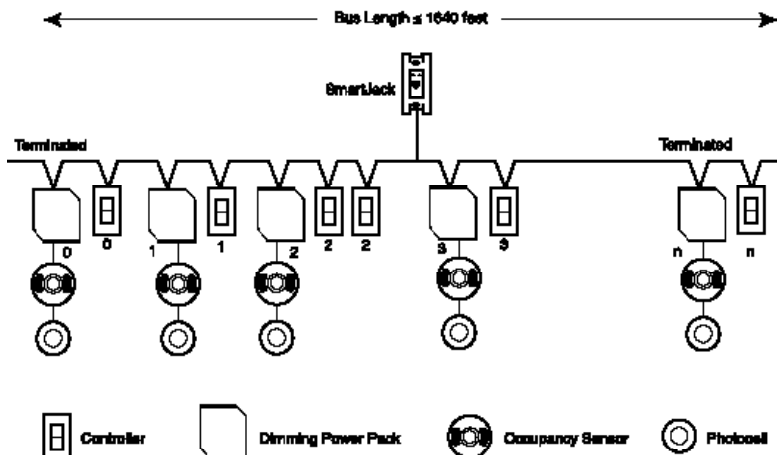 Bus Length ≤ 1640 feet
SmartJack
Terminated
Terminated
0 0 1 1 2 2 2 3 3 n n
Controller
Dimming Power Pack
Occupancy Sensor
Photocell